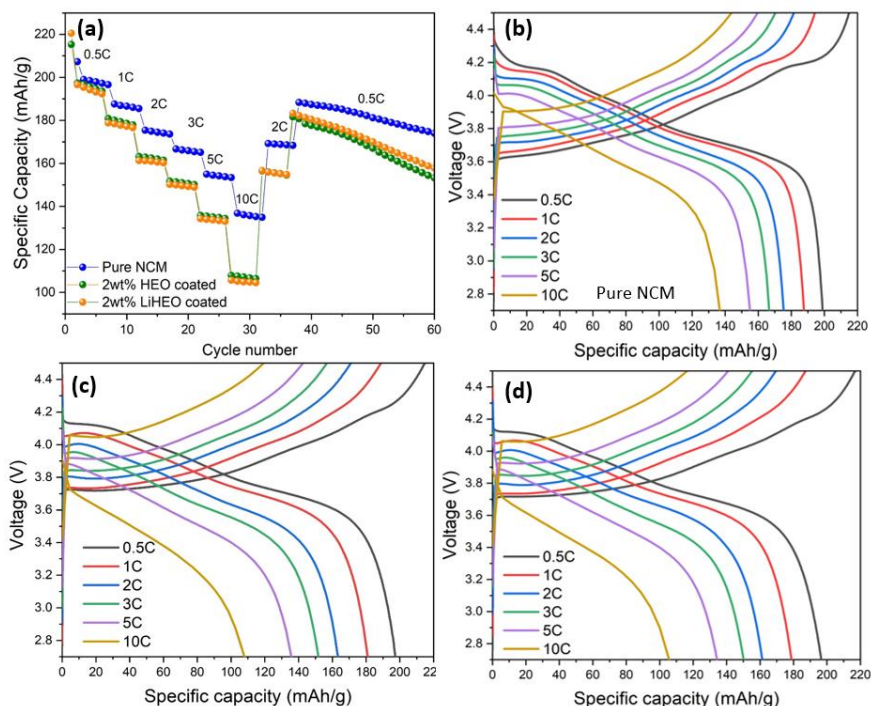 (a)
220
200
180
160
140
120
100
0.5C
1C
2C
3C
5C
10C
2C
0.5C
Pure NCM
2wt% HEO coated
2wt% LiHEO coated
0 10 20 30 40 50 60
Cycle number
Specific Capacity (mAh/g)
(b)
4.5
4.2
3.9
3.6
3.3
3.0
2.8
0.5C
1C
2C
3C
5C
10C
Pure NCM
0 20 40 60 80 100 120 140 160 180 200 220
Specific capacity (mAh/g)
Voltage (V)
(c)
4.4
4.2
4.0
3.8
3.6
3.4
3.2
3.0
2.8
0.5C
1C
2C
3C
5C
10C
0 20 40 60 80 100 120 140 160 180 200 22
Specific capacity (mAh/g)
Voltage (V)
(d)
4.4
4.2
4.0
3.8
3.6
3.4
3.2
3.0
2.8
0.5C
1C
2C
3C
5C
10C
0 20 40 60 80 100 120 140 160 180 200 220
Specific capacity (mAh/g)
Voltage (V)